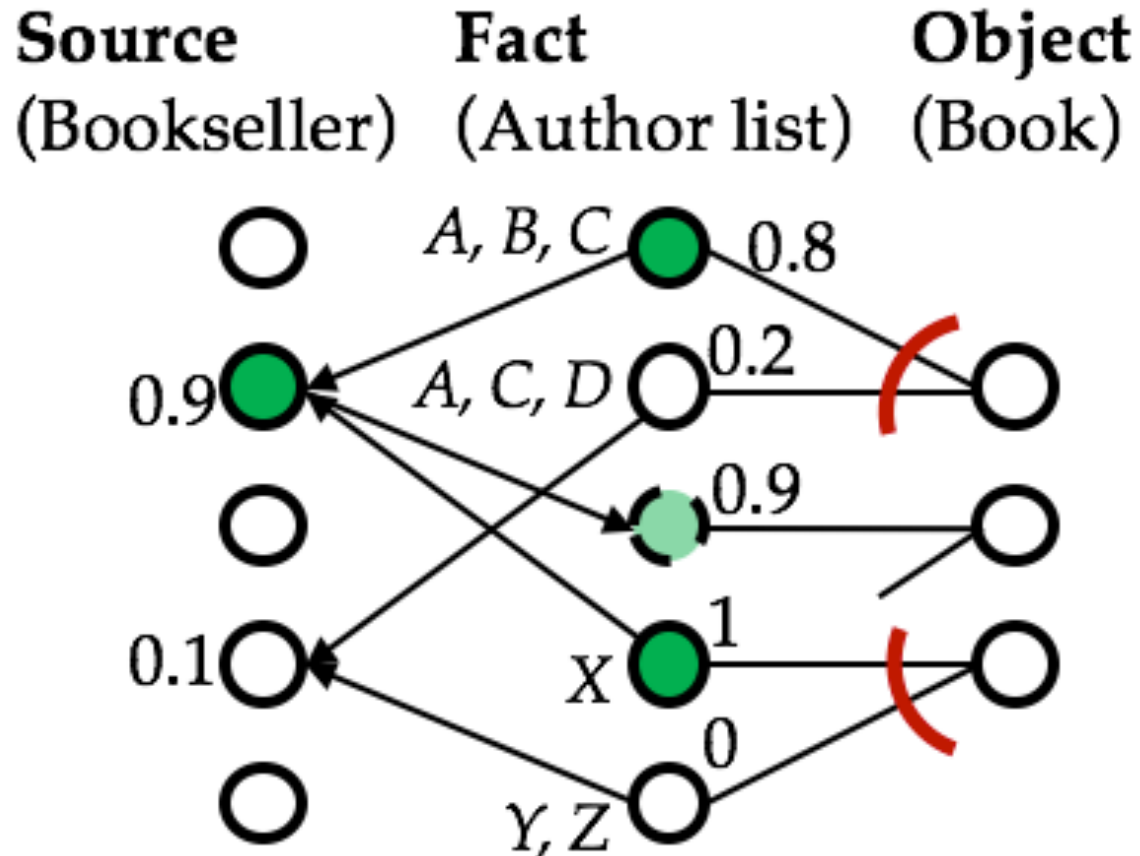 Source Fact Object
(Bookseller) (Author list) (Book)
A, B, C 0.8
0.9 A, C, D 0.2
0.9
0.1 X 1
Y, Z 0